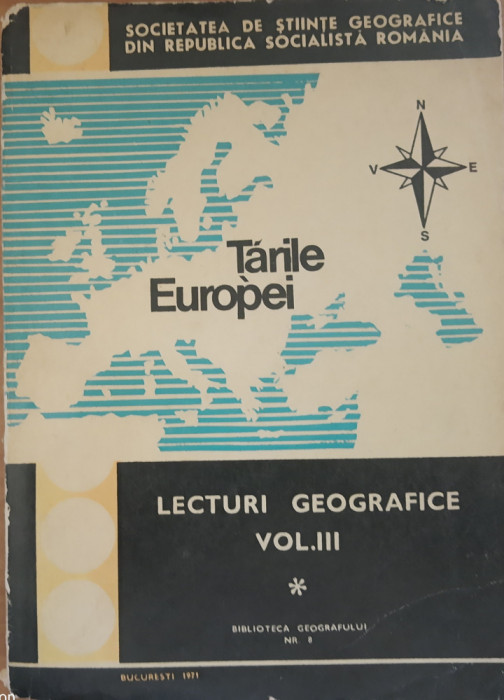 SOCIETATEA DE ȘTIINȚE GEOGRAFICE
DIN REPUBLICA SOCIALISTĂ ROMÂNIA
N
V E
S
Țările
Europei
LECTURI GEOGRAFICE
VOL.III
*
BIBLIOTECA GEOGRAFULUI
NR 8
BUCUREȘTI 1971